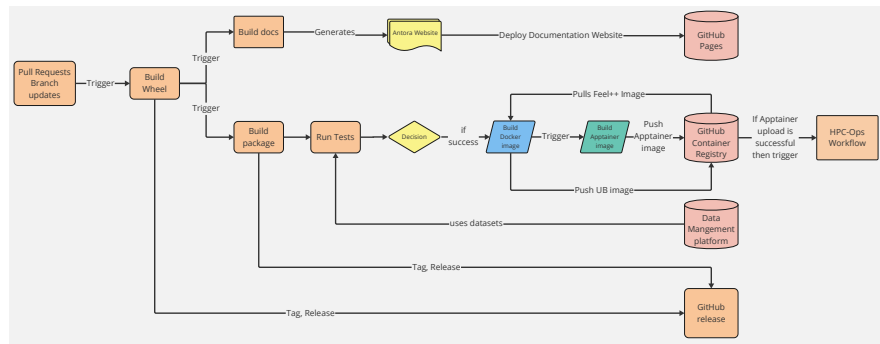 Build docs
Generates
Antora Website
Deploy Documentation Website
GitHub
Pages
Trigger
Pull Requests
Branch
updates
Trigger
Build
Wheel
Trigger
Build
package
Run Tests
Decision
if
success
Build
Docker
image
Trigger
Build
Apptainer
image
Push
Apptainer
image
Pulls Feel++ Image
GitHub
Container
Registry
If Apptainer
upload is
successful
then trigger
HPC-Ops
Workflow
Push UB image
uses datasets
Data
Mangement
platform
Tag, Release
GitHub
release
Tag, Release